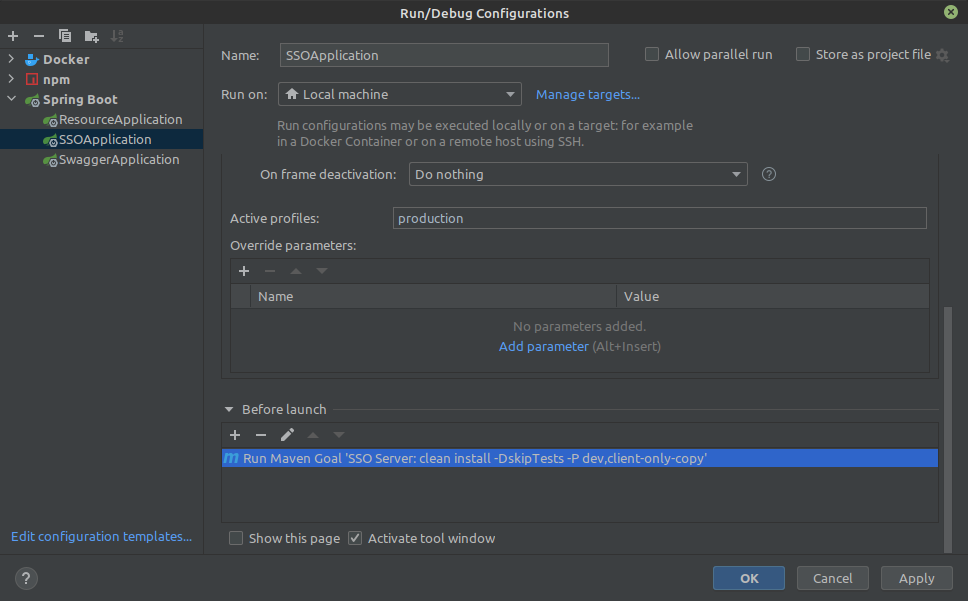 Run/Debug Configurations
Docker
npm
Spring Boot
ResourceApplication
SSOApplication
SwaggerApplication
Edit configuration templates...
Name: SSOApplication
Allow parallel run
Store as project file
Run on: Local machine
Manage targets...
Run configurations may be executed locally or on a target: for example
in a Docker Container or on a remote host using SSH.
On frame deactivation: Do nothing
?
Active profiles: production
Override parameters:
Name Value
No parameters added.
Add parameter (Alt+Insert)
Before launch
m Run Maven Goal 'SSO Server: clean install -DskipTests -P dev,client-only-copy'
Show this page Activate tool window
? OK Cancel Apply